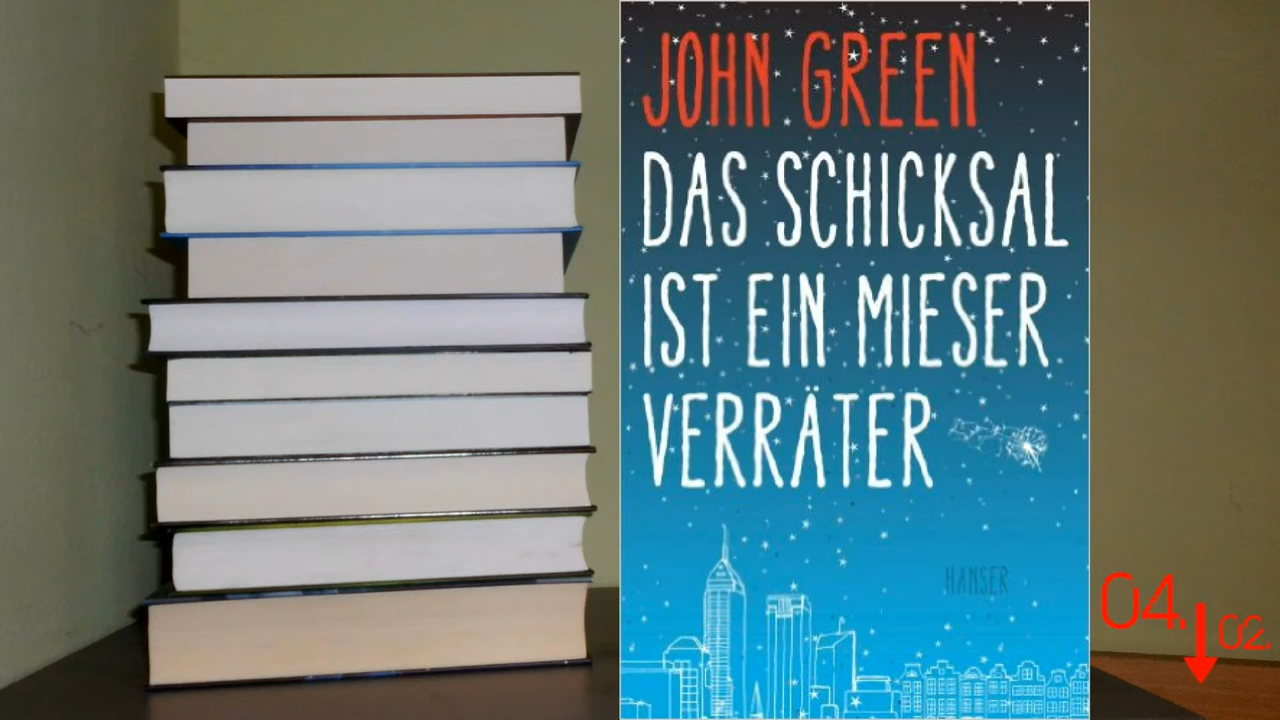 JOHN GREEN
DAS SCHICKSAL
IST EIN MIESER
VERRÄTER
HANSER
04.
02.